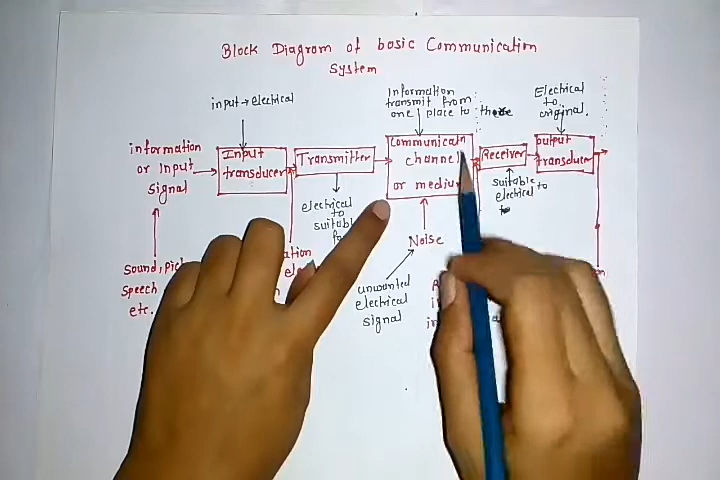 Block Diagram of basic Communication
System
input → electrical
Information
transmit from
one place to
Electrical
to
original.
information
or Input
signal
Input
transducer
Transmitter
Communicatn
channel
or medium
Receiver
output
transducer
electrical
to
suitable
suitable
electrical to
Noise
Sound, pic
speech
etc.
unwanted
electrical
signal